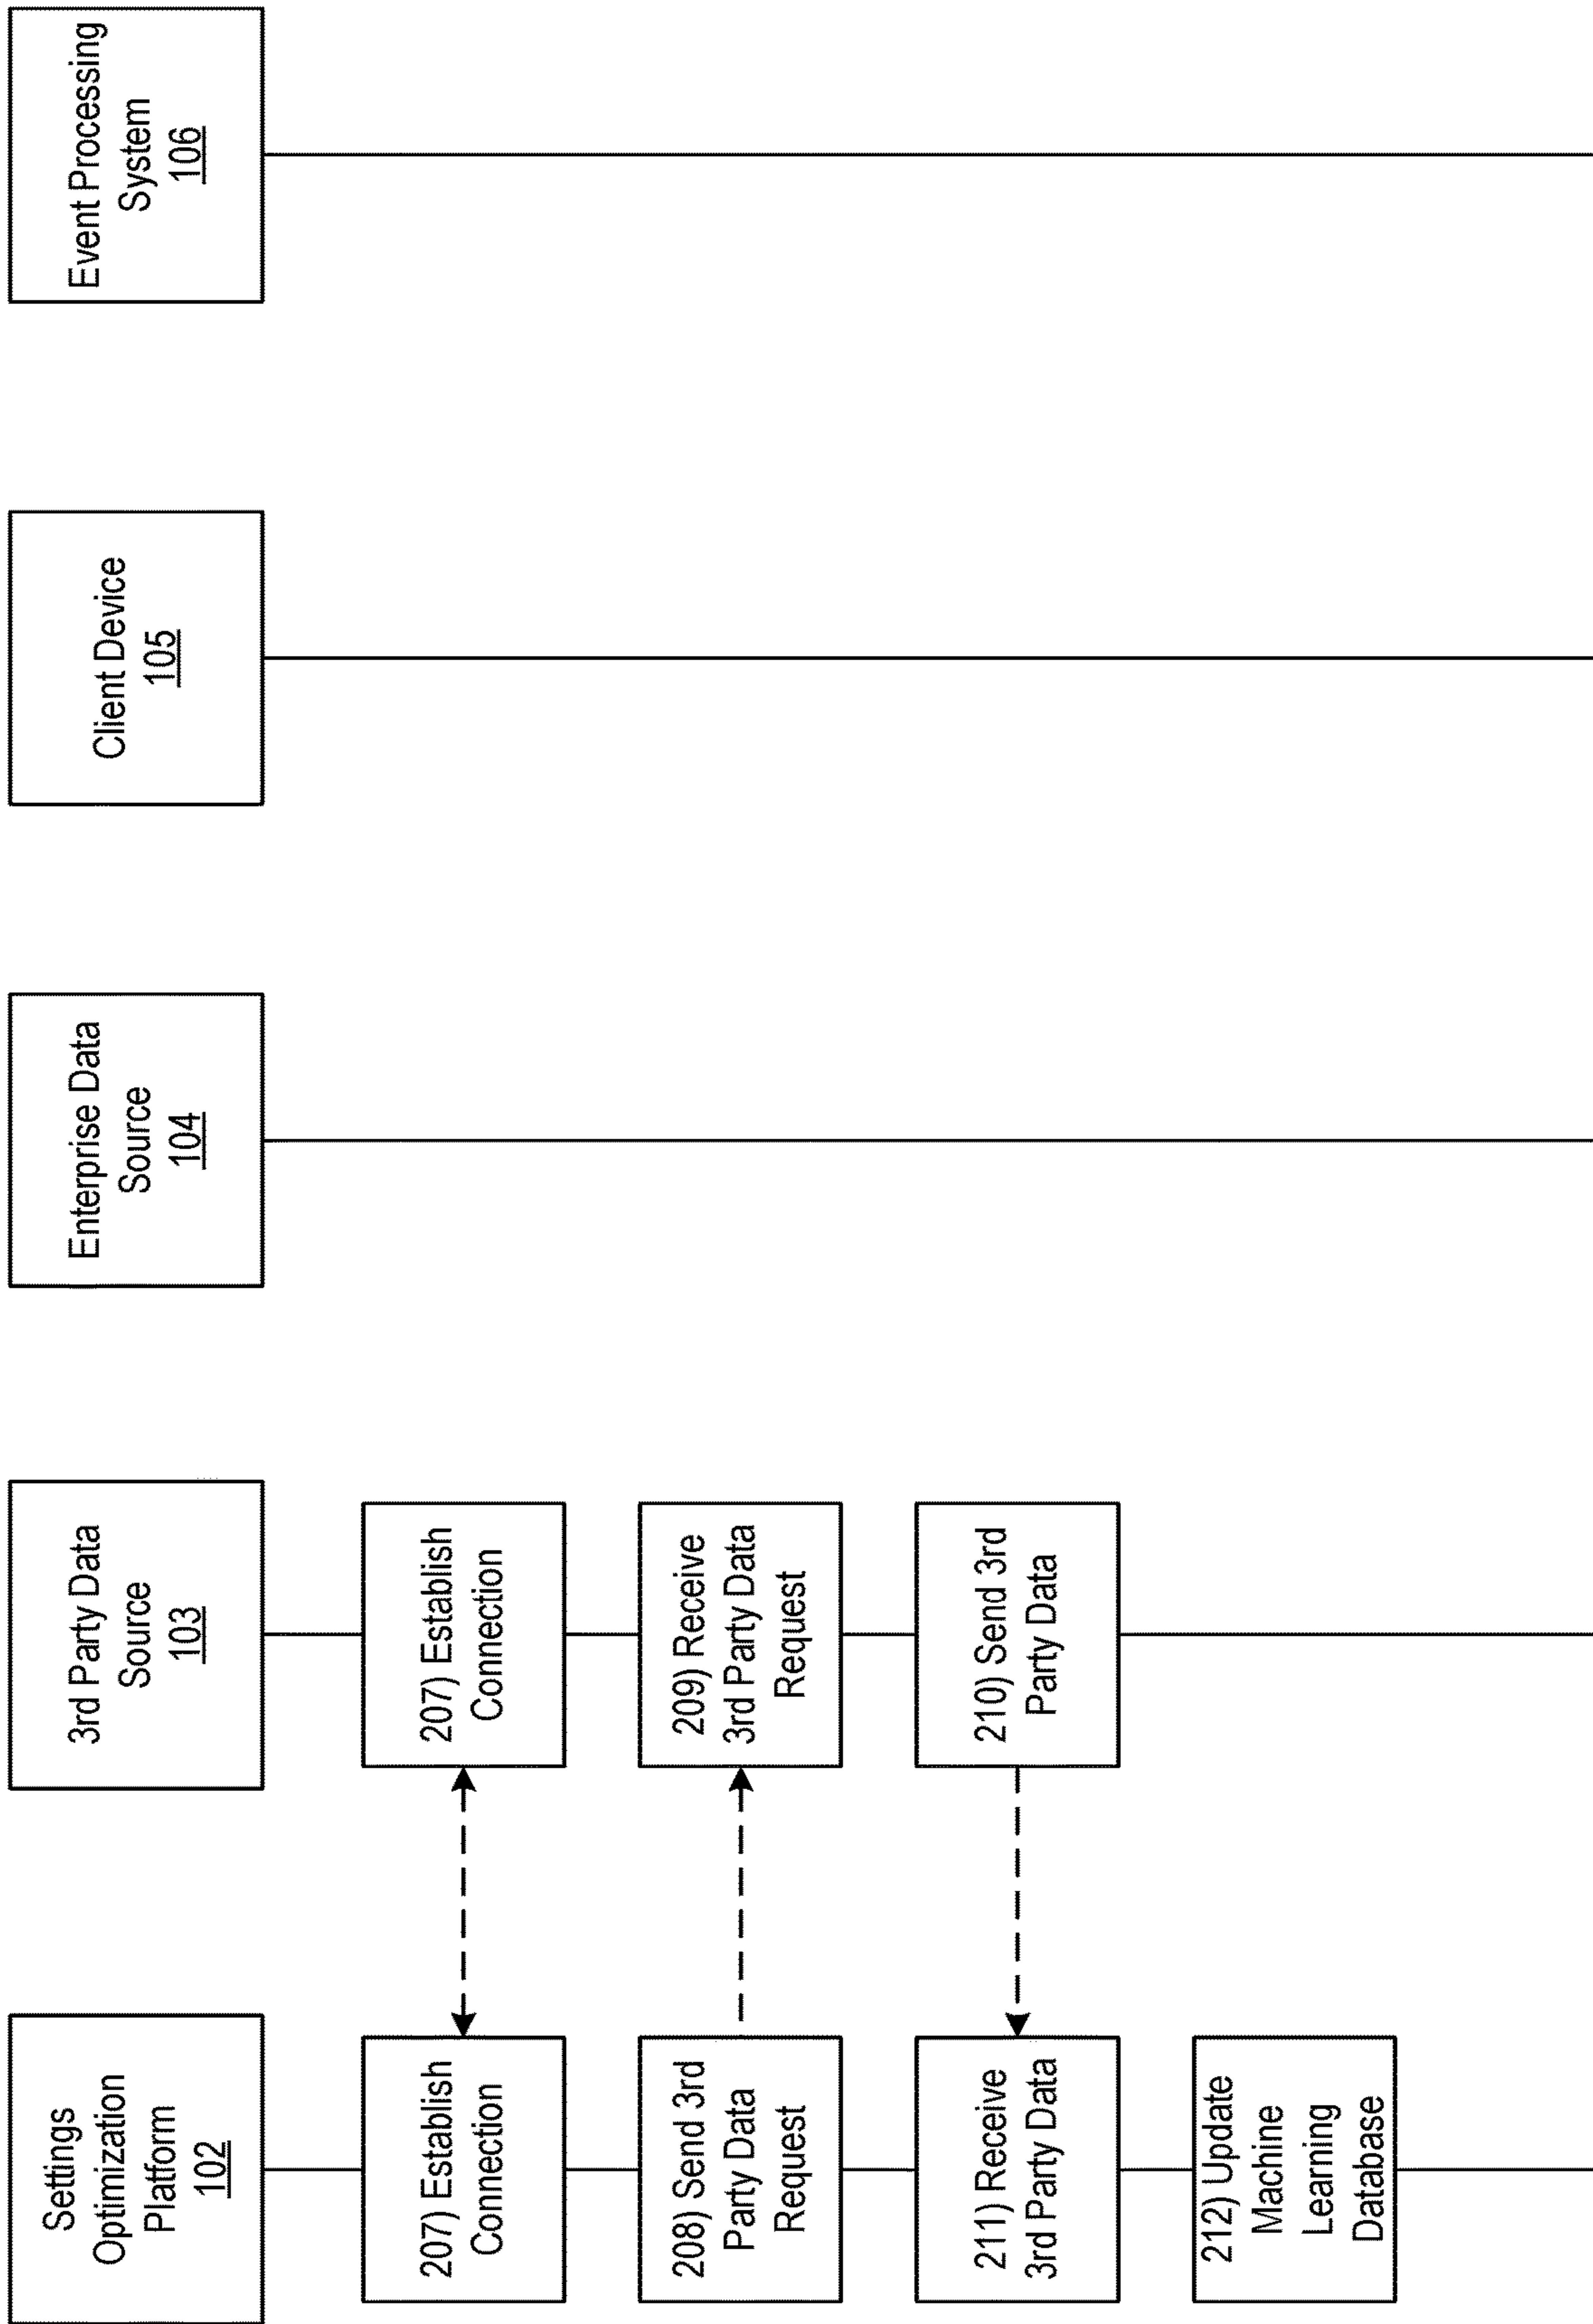 Settings
Optimization
Platform
102
3rd Party Data
Source
103
Enterprise Data
Source
104
Client Device
105
Event Processing
System
106
207) Establish
Connection
207) Establish
Connection
208) Send 3rd
Party Data
Request
209) Receive
3rd Party Data
Request
211) Receive
3rd Party Data
210) Send 3rd
Party Data
212) Update
Machine
Learning
Database